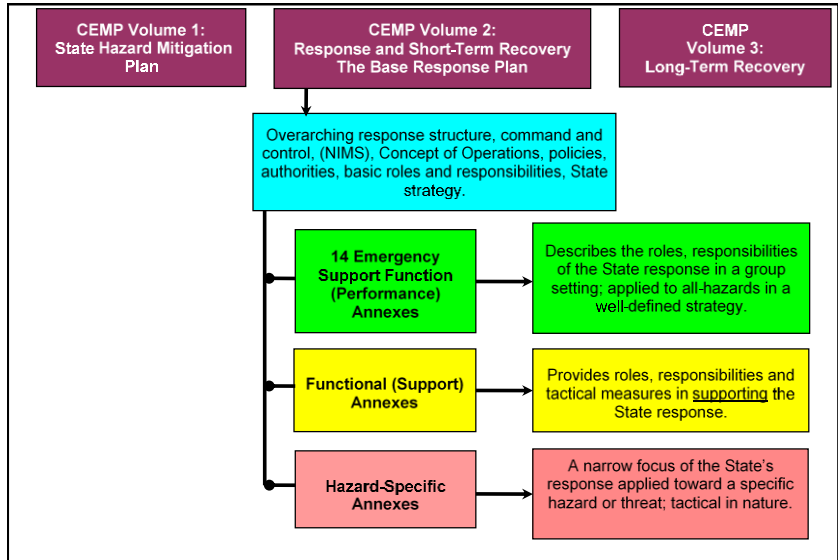 CEMP Volume 1:
State Hazard Mitigation
Plan
CEMP Volume 2:
Response and Short-Term Recovery
The Base Response Plan
CEMP
Volume 3:
Long-Term Recovery
Overarching response structure, command and
control, (NIMS), Concept of Operations, policies,
authorities, basic roles and responsibilities, State
strategy.
14 Emergency
Support Function
(Performance)
Annexes
Describes the roles, responsibilities
of the State response in a group
setting; applied to all-hazards in a
well-defined strategy.
Functional (Support)
Annexes
Provides roles, responsibilities and
tactical measures in supporting the
State response.
Hazard-Specific
Annexes
A narrow focus of the State’s
response applied toward a specific
hazard or threat; tactical in nature.